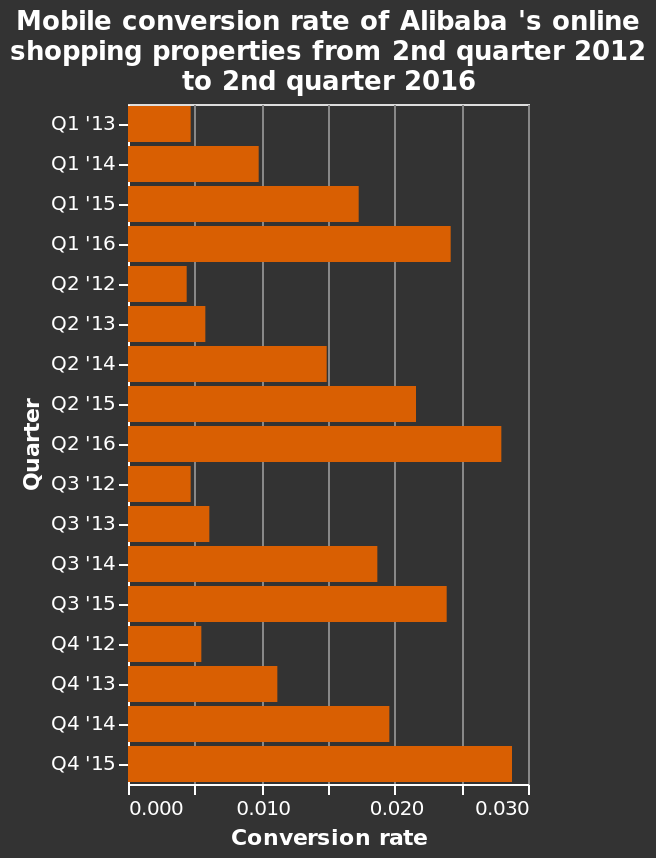 Mobile conversion rate of Alibaba 's online
shopping properties from 2nd quarter 2012
to 2nd quarter 2016
Q1 '13
Q1 '14
Q1 '15
Q1 '16
Q2 '12
Q2 '13
Q2 '14
Q2 '15
Q2 '16
Q3 '12
Q3 '13
Q3 '14
Q3 '15
Q4 '12
Q4 '13
Q4 '14
Q4 '15
Quarter
0.000 0.010 0.020 0.030
Conversion rate